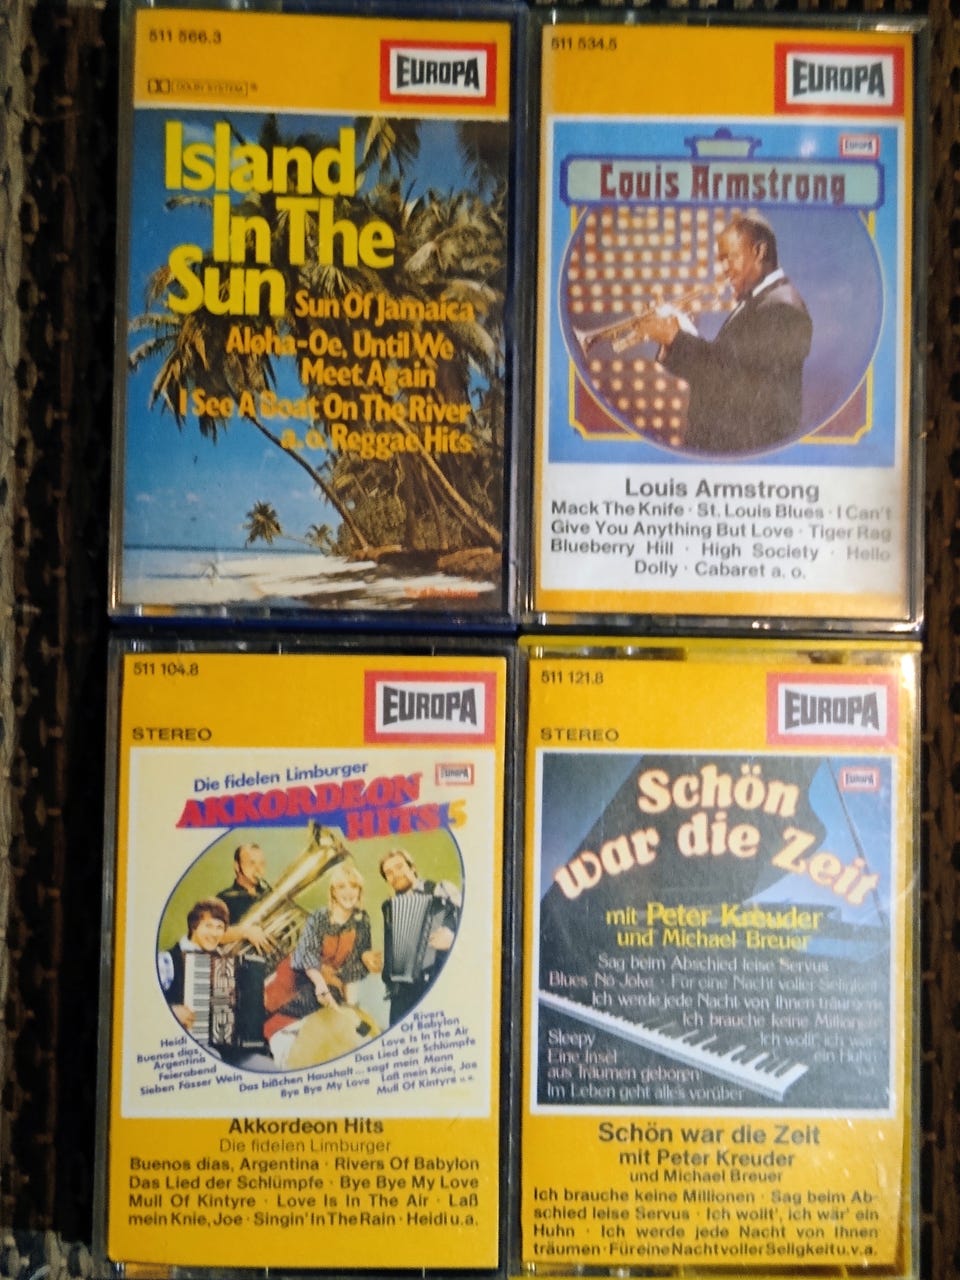 511 566.3
DOLBY SYSTEM ®
EUROPA
Island
In The
Sun
Sun Of Jamaica
Aloha-Oe, Until We
Meet Again
I See A Boat On The River
a.o. Reggae Hits
511 534.5
EUROPA
EUROPA
Louis Armstrong
Louis Armstrong
Mack The Knife · St. Louis Blues · I Can't
Give You Anything But Love · Tiger Rag
Blueberry Hill · High Society · Hello
Dolly · Cabaret a. o.
511 104.8
STEREO
EUROPA
Die fidelen Limburger
EUROPA
AKKORDEON
HITS 5
Heidi
Buenos dias,
Argentina
Feierabend
Sieben Fässer Wein
Das bißchen Haushalt... sagt mein Mann
Bye Bye My Love
Rivers
Of Babylon
Love Is In The Air
Das Lied der Schlümpfe
Laß mein Knie, Joe
Mull Of Kintyre u.a.
Akkordeon Hits
Die fidelen Limburger
Buenos dias, Argentina · Rivers Of Babylon
Das Lied der Schlümpfe · Bye Bye My Love
Mull Of Kintyre · Love Is In The Air · Laß
mein Knie, Joe · Singin' In The Rain · Heidi u.a.
511 121.8
STEREO
EUROPA
EUROPA
Schön
war die Zeit
mit Peter Kreuder
und Michael Breuer
Sag beim Abschied leise Servus
Blues No Joke · Für eine Nacht voller Seligkeit
Ich werde jede Nacht von Ihnen träumen
Ich brauche keine Millionen
Sleepy
Ich wollt', ich wär'
Eine Insel
ein Huhn
aus Träumen geboren
Im Leben geht alles vorüber
Schön war die Zeit
mit Peter Kreuder
und Michael Breuer
Ich brauche keine Millionen · Sag beim Ab-
schied leise Servus · Ich wollt', ich wär' ein
Huhn · Ich werde jede Nacht von Ihnen
träumen · Für eine Nacht voller Seligkeit u.v.a.